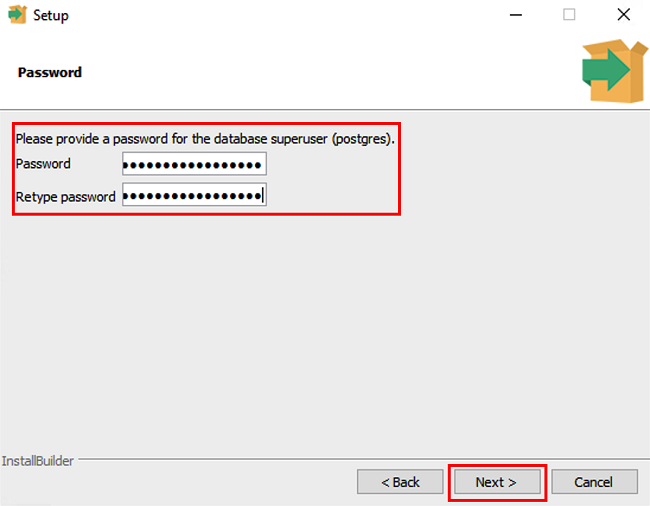 Setup
Password
Please provide a password for the database superuser (postgres).
Password ●●●●●●●●●●●●●●●●●
Retype password ●●●●●●●●●●●●●●●●●
InstallBuilder
< Back Next > Cancel